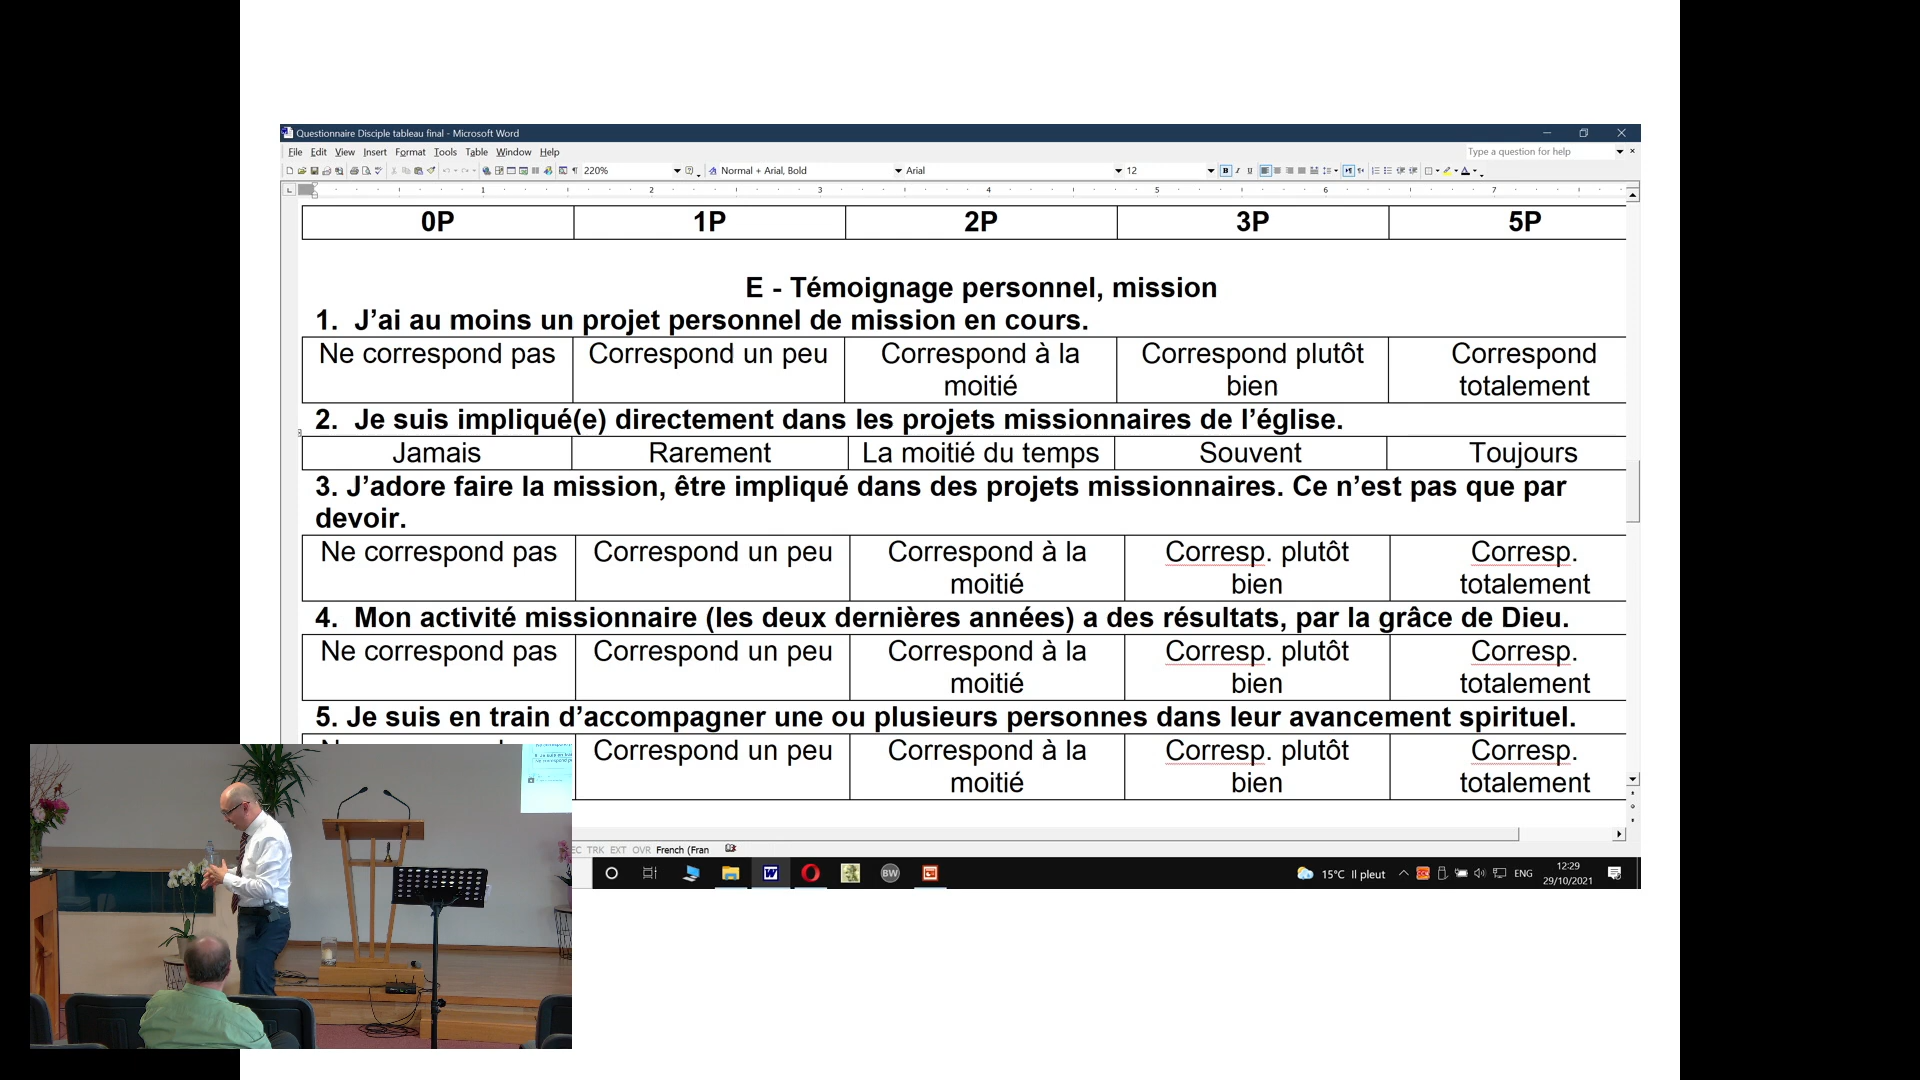 Questionnaire Disciple tableau final - Microsoft Word
File Edit View Insert Format Tools Table Window Help
Type a question for help
220% Normal + Arial, Bold Arial 12 B I U
1 2 3 4 5 6 7
0P 1P 2P 3P 5P
E - Témoignage personnel, mission
1. J’ai au moins un projet personnel de mission en cours.
Ne correspond pas Correspond un peu Correspond à la moitié Correspond plutôt bien Correspond totalement
2. Je suis impliqué(e) directement dans les projets missionnaires de l’église.
Jamais Rarement La moitié du temps Souvent Toujours
3. J’adore faire la mission, être impliqué dans des projets missionnaires. Ce n’est pas que par
devoir.
Ne correspond pas Correspond un peu Correspond à la moitié Corresp. plutôt bien Corresp. totalement
4. Mon activité missionnaire (les deux dernières années) a des résultats, par la grâce de Dieu.
Ne correspond pas Correspond un peu Correspond à la moitié Corresp. plutôt bien Corresp. totalement
5. Je suis en train d’accompagner une ou plusieurs personnes dans leur avancement spirituel.
Correspond un peu Correspond à la moitié Corresp. plutôt bien Corresp. totalement
EC TRK EXT OVR French (Fran
W BW 15°C Il pleut ENG 12:29
29/10/2021